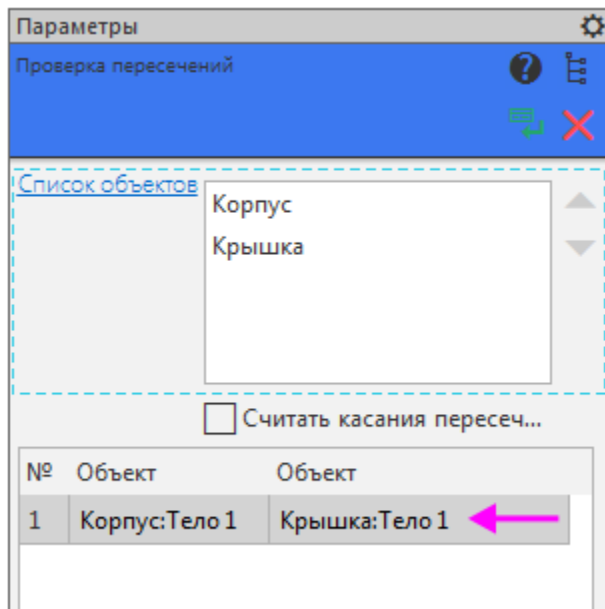 Параметры
Проверка пересечений
?
Список объектов
Корпус
Крышка
Считать касания пересеч...
№ Объект Объект
1 Корпус:Тело 1 Крышка:Тело 1